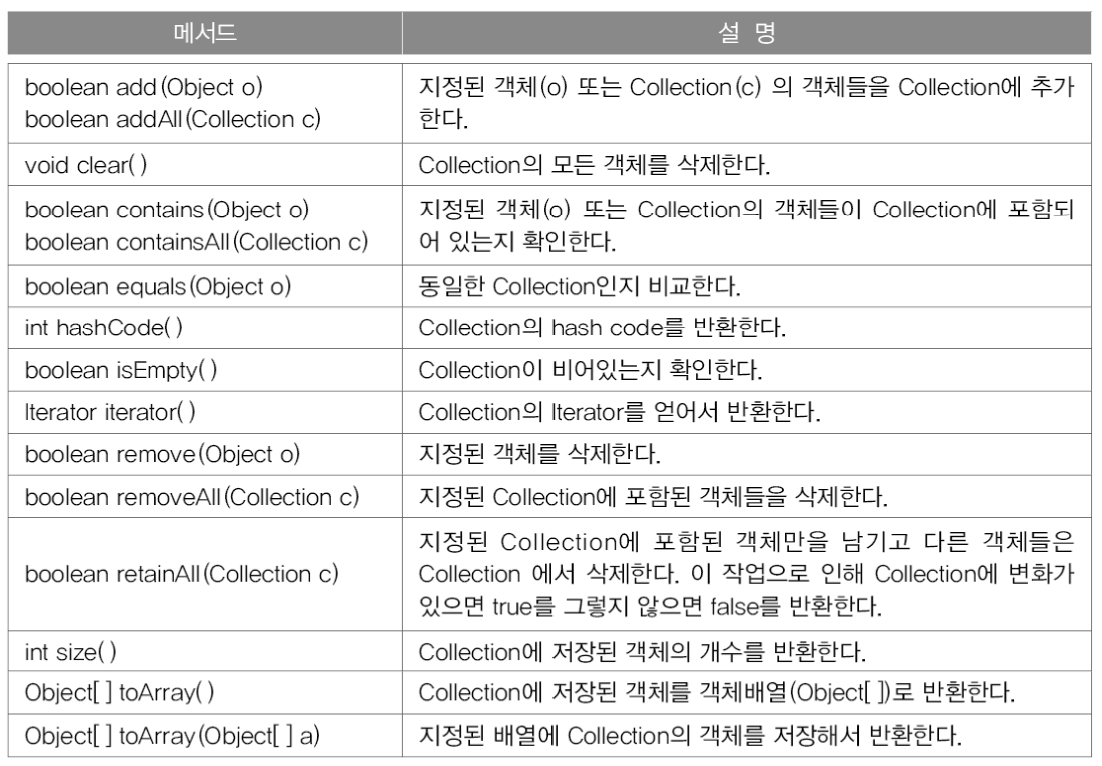 메서드 설 명
boolean add(Object o)
boolean addAll(Collection c)
지정된 객체(o) 또는 Collection(c) 의 객체들을 Collection에 추가
한다.
void clear( )
Collection의 모든 객체를 삭제한다.
boolean contains(Object o)
boolean containsAll(Collection c)
지정된 객체(o) 또는 Collection의 객체들이 Collection에 포함되
어 있는지 확인한다.
boolean equals(Object o)
동일한 Collection인지 비교한다.
int hashCode( )
Collection의 hash code를 반환한다.
boolean isEmpty( )
Collection이 비어있는지 확인한다.
Iterator iterator( )
Collection의 Iterator를 얻어서 반환한다.
boolean remove(Object o)
지정된 객체를 삭제한다.
boolean removeAll(Collection c)
지정된 Collection에 포함된 객체들을 삭제한다.
boolean retainAll(Collection c)
지정된 Collection에 포함된 객체만을 남기고 다른 객체들은
Collection 에서 삭제한다. 이 작업으로 인해 Collection에 변화가
있으면 true를 그렇지 않으면 false를 반환한다.
int size( )
Collection에 저장된 객체의 개수를 반환한다.
Object[ ] toArray( )
Collection에 저장된 객체를 객체배열(Object[ ])로 반환한다.
Object[ ] toArray(Object[ ] a)
지정된 배열에 Collection의 객체를 저장해서 반환한다.